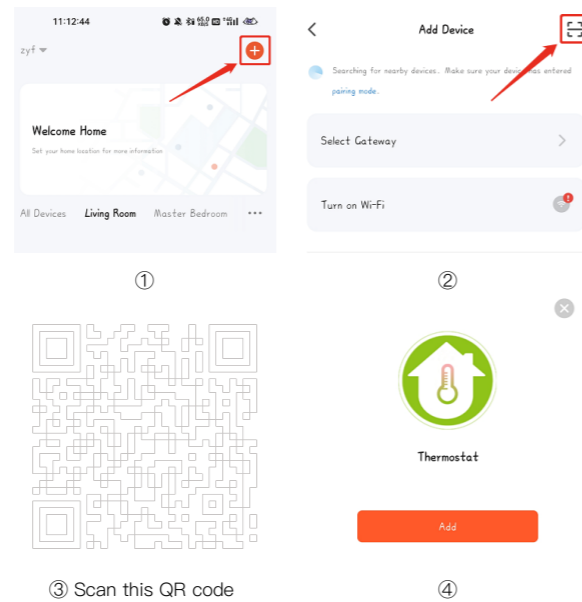 11:12:44
zyf
Welcome Home
Set your home location for more information
All Devices Living Room Master Bedroom ...
①
Add Device
Searching for nearby devices. Make sure your device has entered
pairing mode.
Select Gateway
Turn on Wi-Fi
②
③ Scan this QR code
Thermostat
Add
④